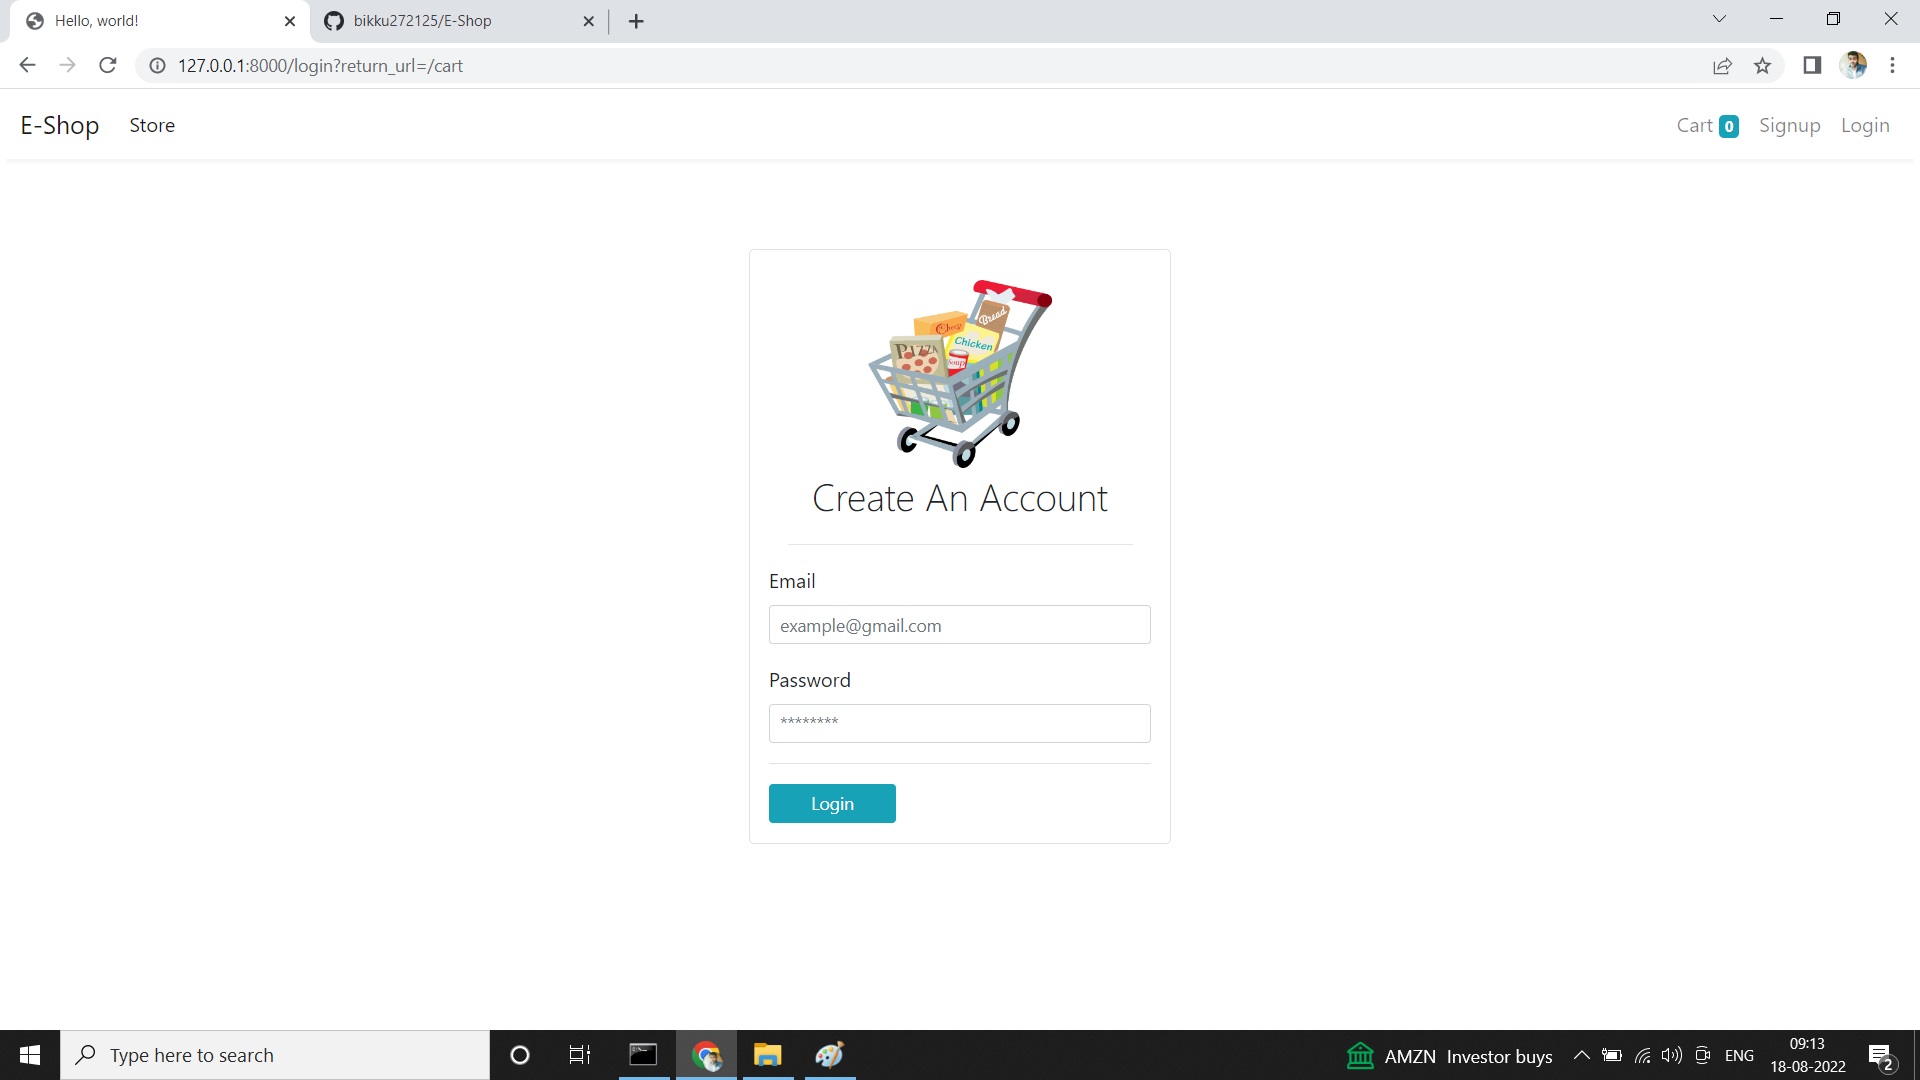 Hello, world!
bikku272125/E-Shop
127.0.0.1:8000/login?return_url=/cart
E-Shop
Store
Cart 0
Signup
Login
Bread
Cheez
Chicken
PIZZA
Soup
Create An Account
Email
example@gmail.com
Password
********
Login
Type here to search
AMZN Investor buys
ENG
09:13
18-08-2022
2